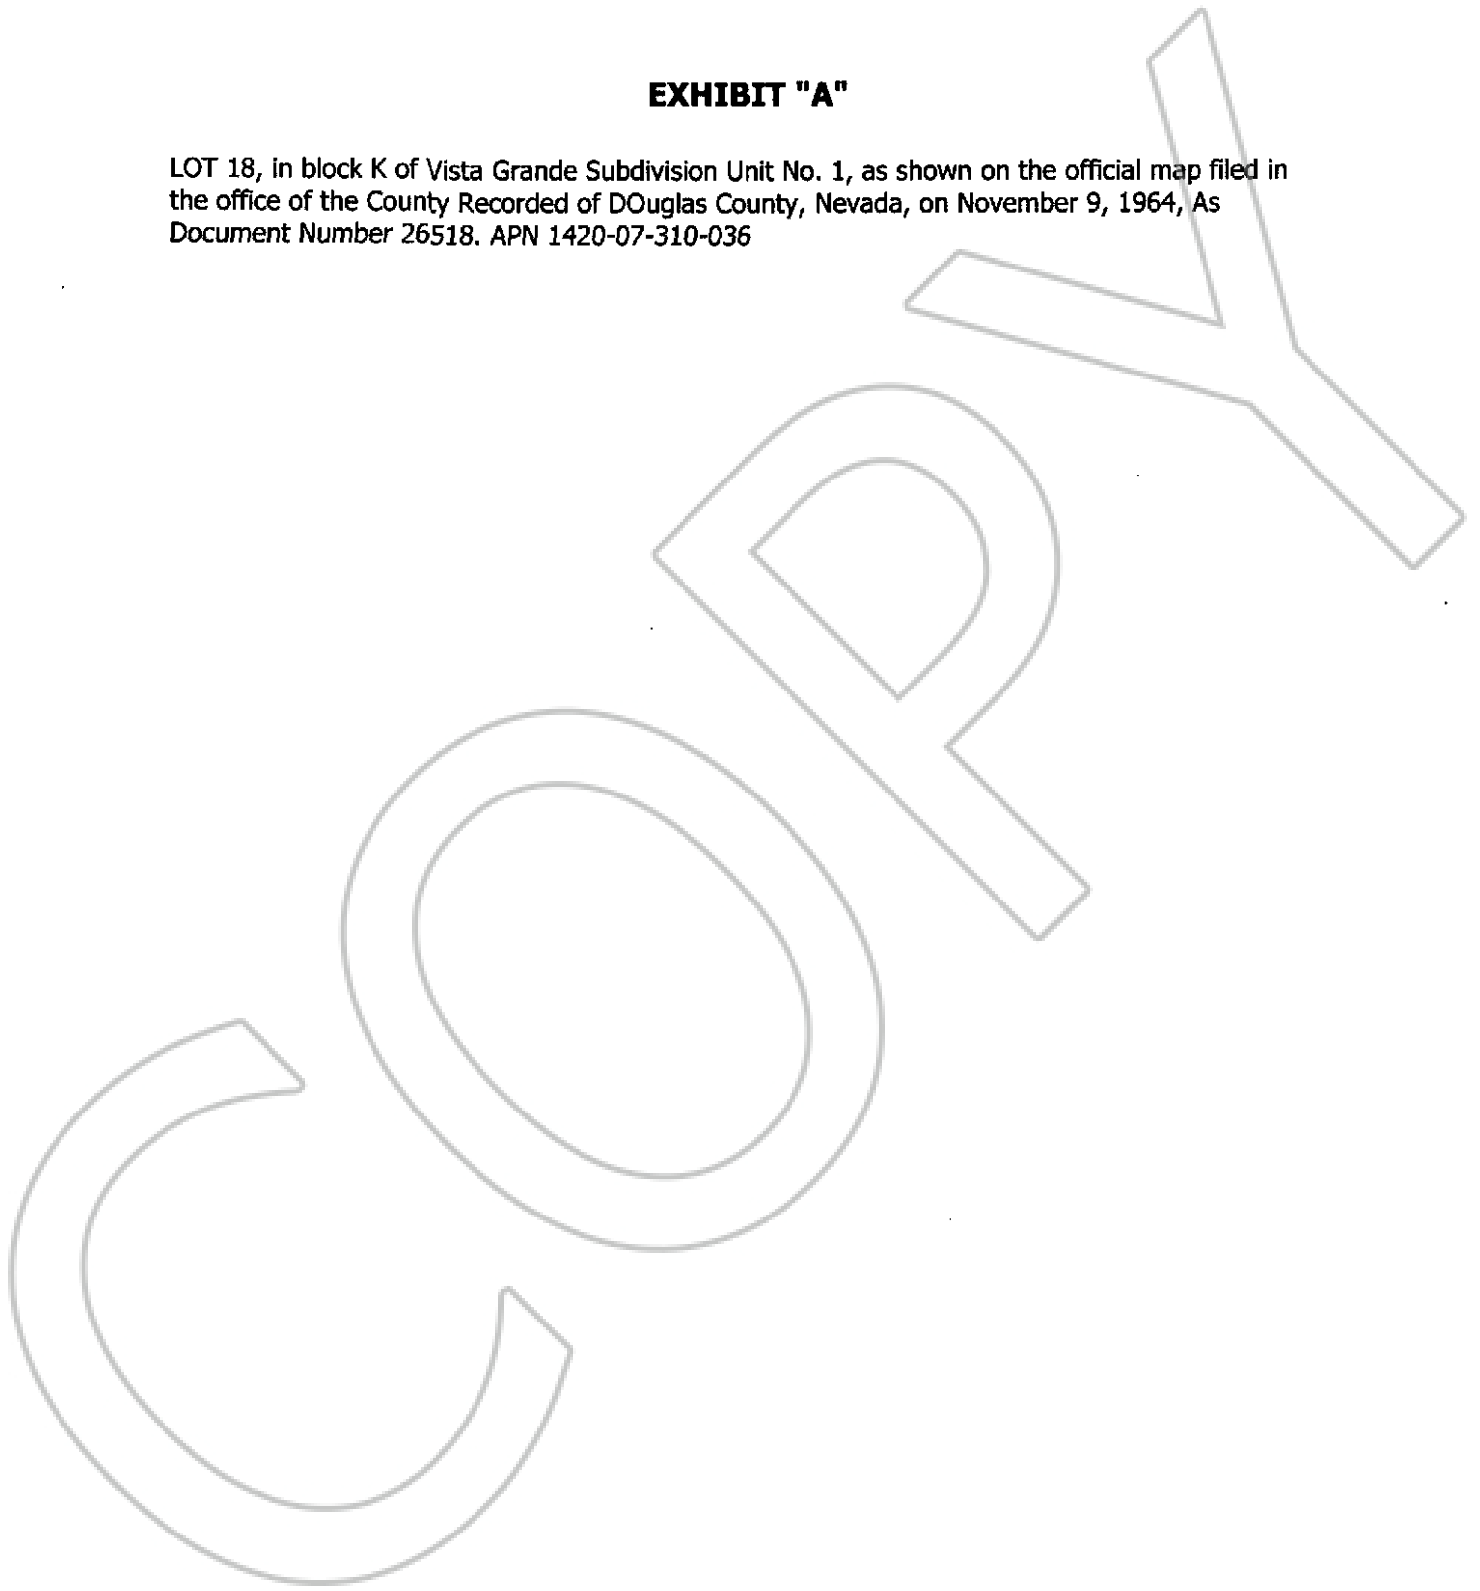 EXHIBIT "A"
LOT 18, in block K of Vista Grande Subdivision Unit No. 1, as shown on the official map filed in
the office of the County Recorded of DOuglas County, Nevada, on November 9, 1964, As
Document Number 26518. APN 1420-07-310-036
COPY